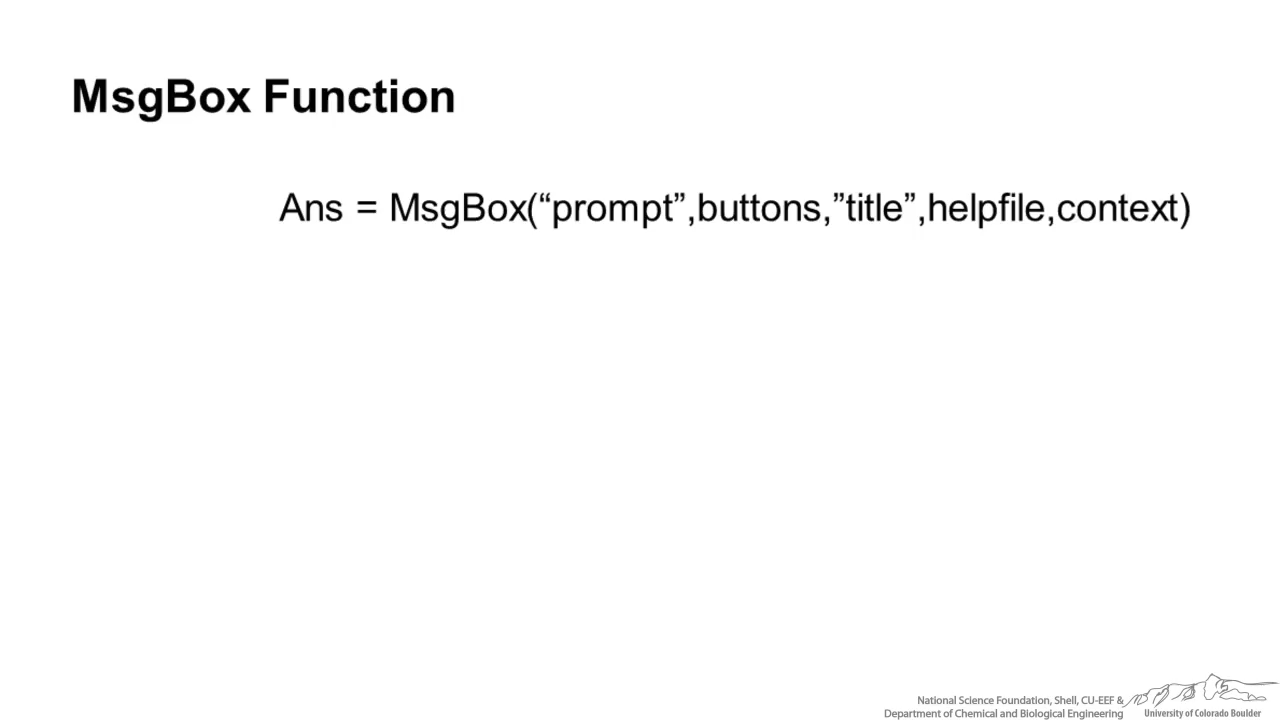 MsgBox Function
Ans = MsgBox(“prompt”,buttons,”title”,helpfile,context)
National Science Foundation, Shell, CU-EEF &
Department of Chemical and Biological Engineering
University of Colorado Boulder